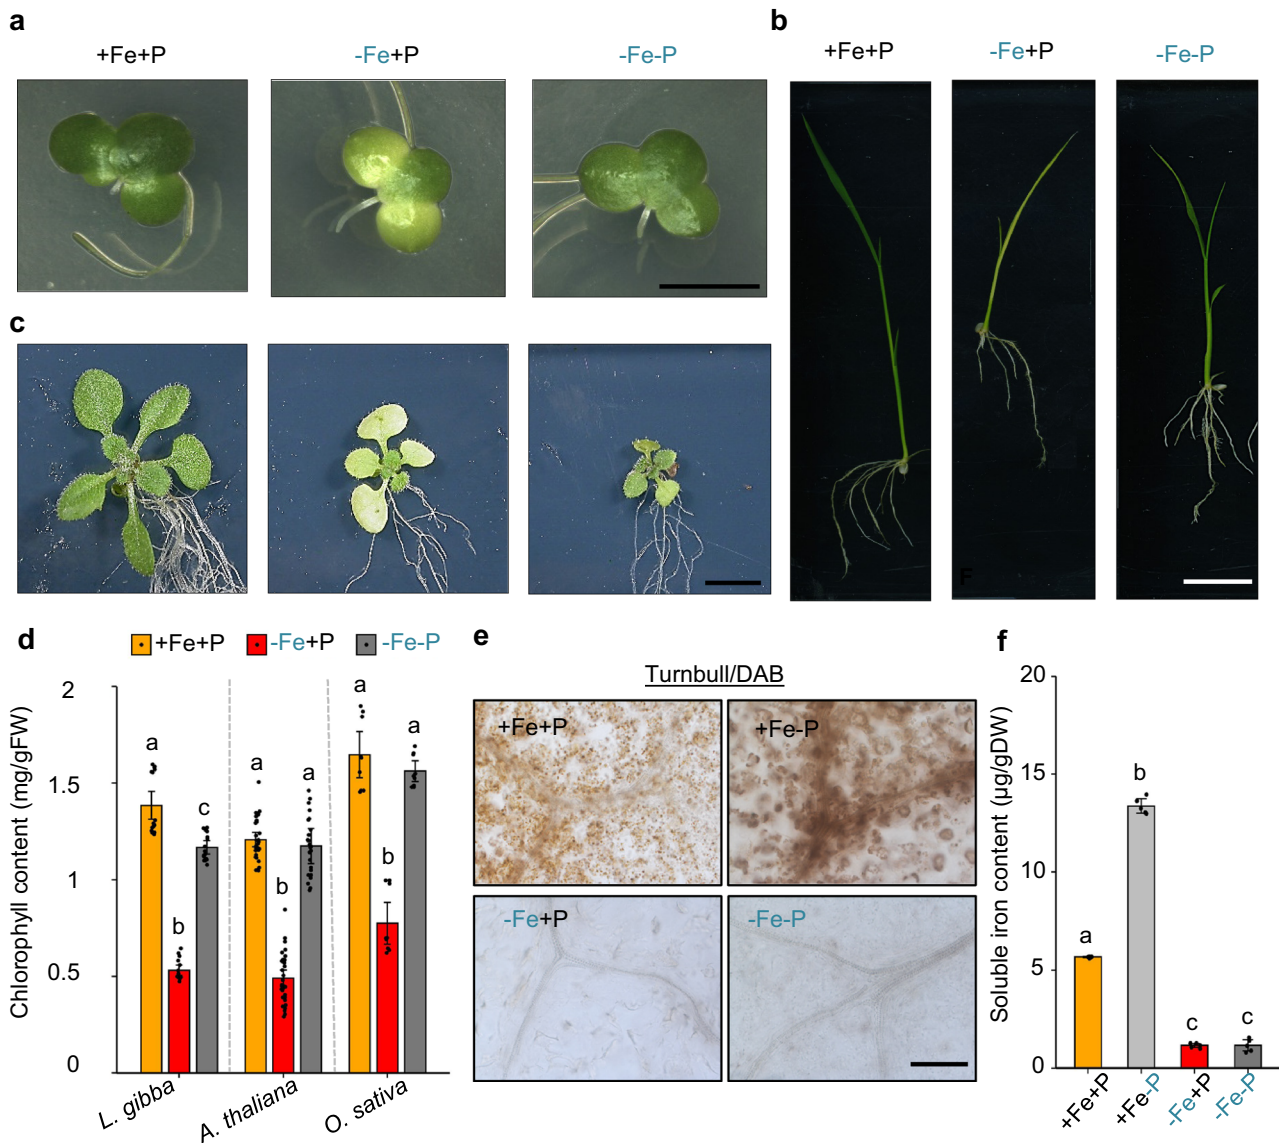 a
+Fe+P
-Fe+P
-Fe-P
b
+Fe+P
-Fe+P
-Fe-P
F
c
d
+Fe+P
-Fe+P
-Fe-P
Chlorophyll content (mg/gFW)
2
1.5
1
0.5
0
a
b
c
a
b
a
a
b
a
L. gibba
A. thaliana
O. sativa
e
Turnbull/DAB
+Fe+P
+Fe-P
-Fe+P
-Fe-P
f
Soluble iron content (µg/gDW)
20
15
10
5
0
a
b
c
c
+Fe+P
+Fe-P
-Fe+P
-Fe-P